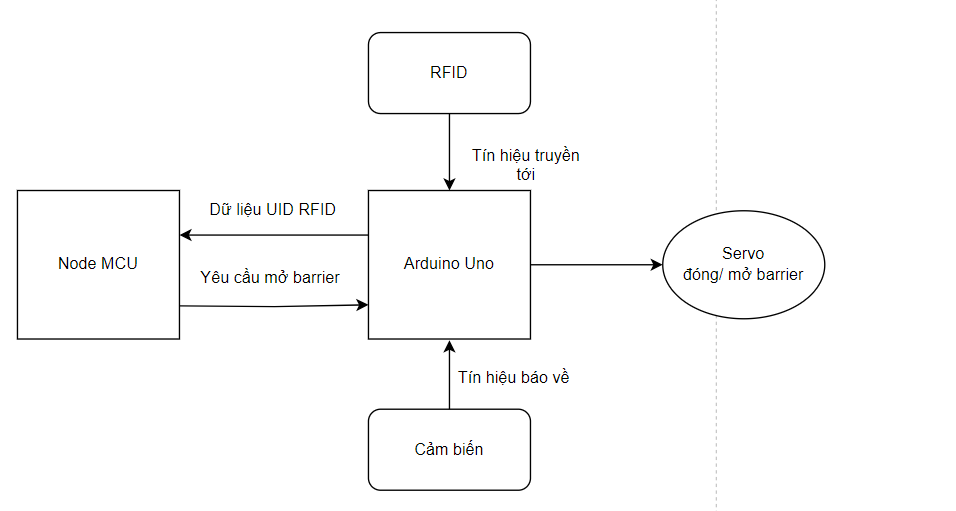 RFID
Tín hiệu truyền
tới
Dữ liệu UID RFID
Node MCU
Arduino Uno
Servo
đóng/ mở barrier
Yêu cầu mở barrier
Tín hiệu báo về
Cảm biến